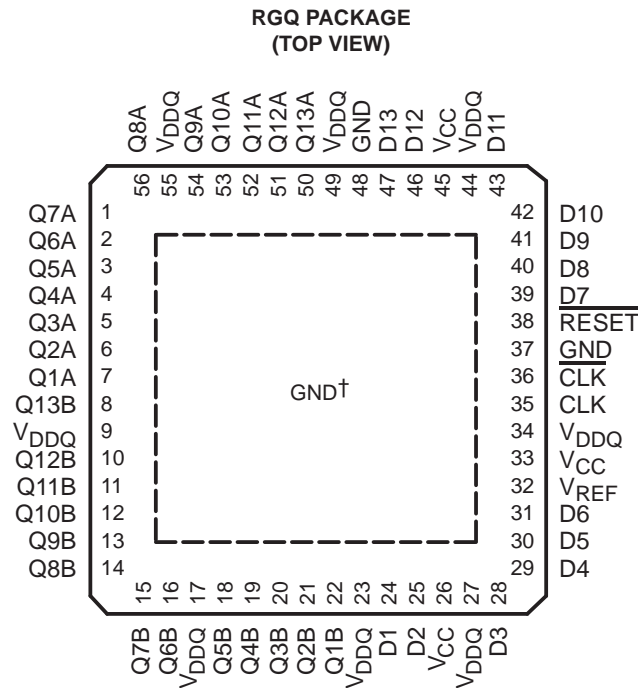 RGQ PACKAGE
(TOP VIEW)
Q8A
VDDQ
Q9A
Q10A
Q11A
Q12A
Q13A
VDDQ
GND
D13
D12
VCC
VDDQ
D11
56 55 54 53 52 51 50 49 48 47 46 45 44 43
Q7A 1 42 D10
Q6A 2 41 D9
Q5A 3 40 D8
Q4A 4 39 D7
Q3A 5 38 RESET
Q2A 6 37 GND
Q1A 7 36 CLK
Q13B 8 35 CLK
VDDQ 9 34 VDDQ
Q12B 10 33 VCC
Q11B 11 32 VREF
Q10B 12 31 D6
Q9B 13 30 D5
Q8B 14 29 D4
GND†
15 16 17 18 19 20 21 22 23 24 25 26 27 28
Q7B
Q6B
VDDQ
Q5B
Q4B
Q3B
Q2B
Q1B
VDDQ
D1
D2
VCC
VDDQ
D3